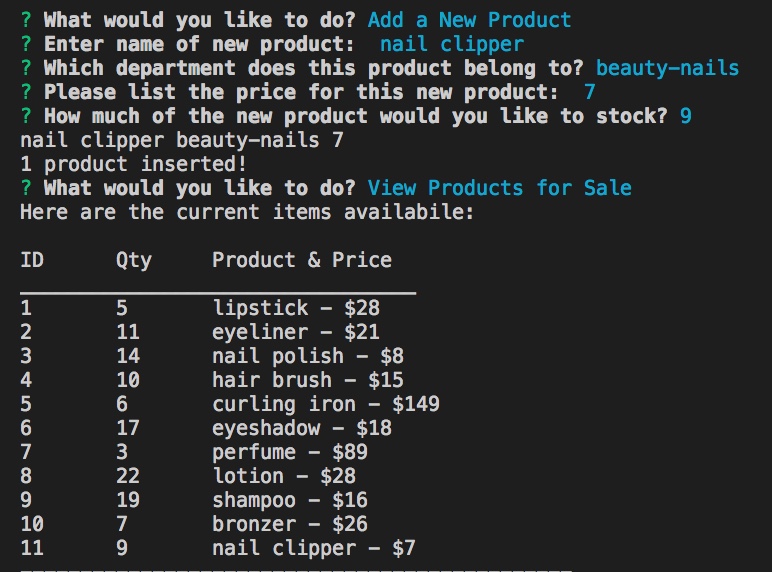 ? What would you like to do? Add a New Product
? Enter name of new product:  nail clipper
? Which department does this product belong to? beauty-nails
? Please list the price for this new product:  7
? How much of the new product would you like to stock? 9
nail clipper beauty-nails 7
1 product inserted!
? What would you like to do? View Products for Sale
Here are the current items availabile:
ID      Qty     Product & Price
1       5       lipstick - $28
2       11      eyeliner - $21
3       14      nail polish - $8
4       10      hair brush - $15
5       6       curling iron - $149
6       17      eyeshadow - $18
7       3       perfume - $89
8       22      lotion - $28
9       19      shampoo - $16
10      7       bronzer - $26
11      9       nail clipper - $7